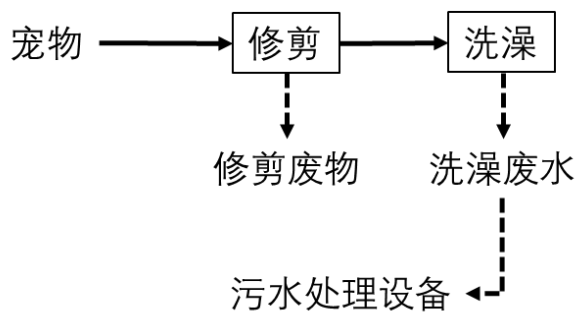 宠物
修剪
洗澡
修剪废物
洗澡废水
污水处理设备